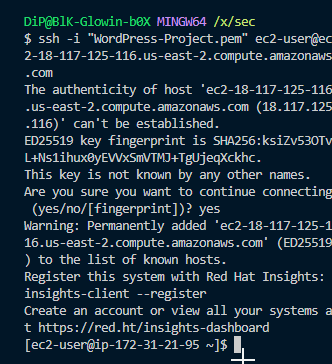 DiP@BlK-Glowin-b0X MINGW64 /x/sec
$ ssh -i "WordPress-Project.pem" ec2-user@ec
2-18-117-125-116.us-east-2.compute.amazonaws
.com
The authenticity of host 'ec2-18-117-125-116
.us-east-2.compute.amazonaws.com (18.117.125
.116)' can't be established.
ED25519 key fingerprint is SHA256:ksiZv53OTv
L+Ns1ihux0yEVVxSmVTMJ+TgUjeqXckhc.
This key is not known by any other names.
Are you sure you want to continue connecting
(yes/no/[fingerprint])? yes
Warning: Permanently added 'ec2-18-117-125-1
16.us-east-2.compute.amazonaws.com' (ED25519
) to the list of known hosts.
Register this system with Red Hat Insights:
insights-client --register
Create an account or view all your systems a
t https://red.ht/insights-dashboard
[ec2-user@ip-172-31-21-95 ~]$